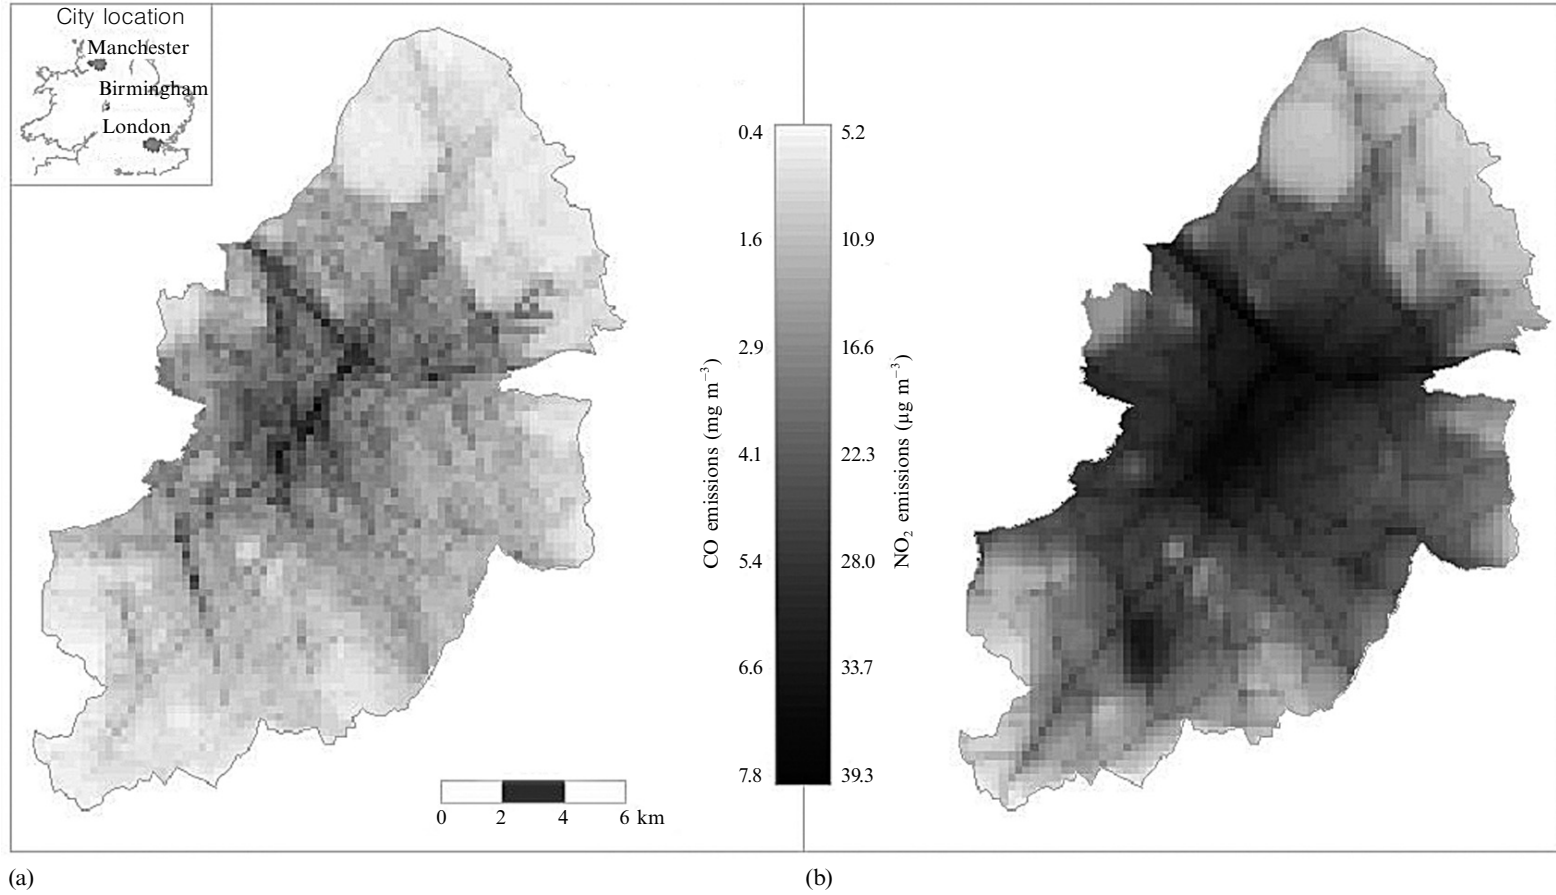 City location
Manchester
Birmingham
London
0.4
1.6
2.9
4.1
5.4
6.6
7.8
CO emissions (mg m⁻³)
5.2
10.9
16.6
22.3
28.0
33.7
39.3
NO₂ emissions (µg m⁻³)
0 2 4 6 km
(a)
(b)